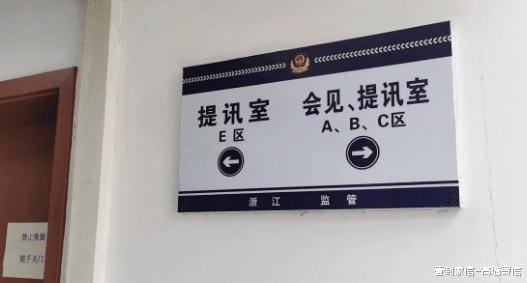 提讯室
E 区
会见、提讯室
A、B、C区
浙江 监管
禁止吸烟
随手关门